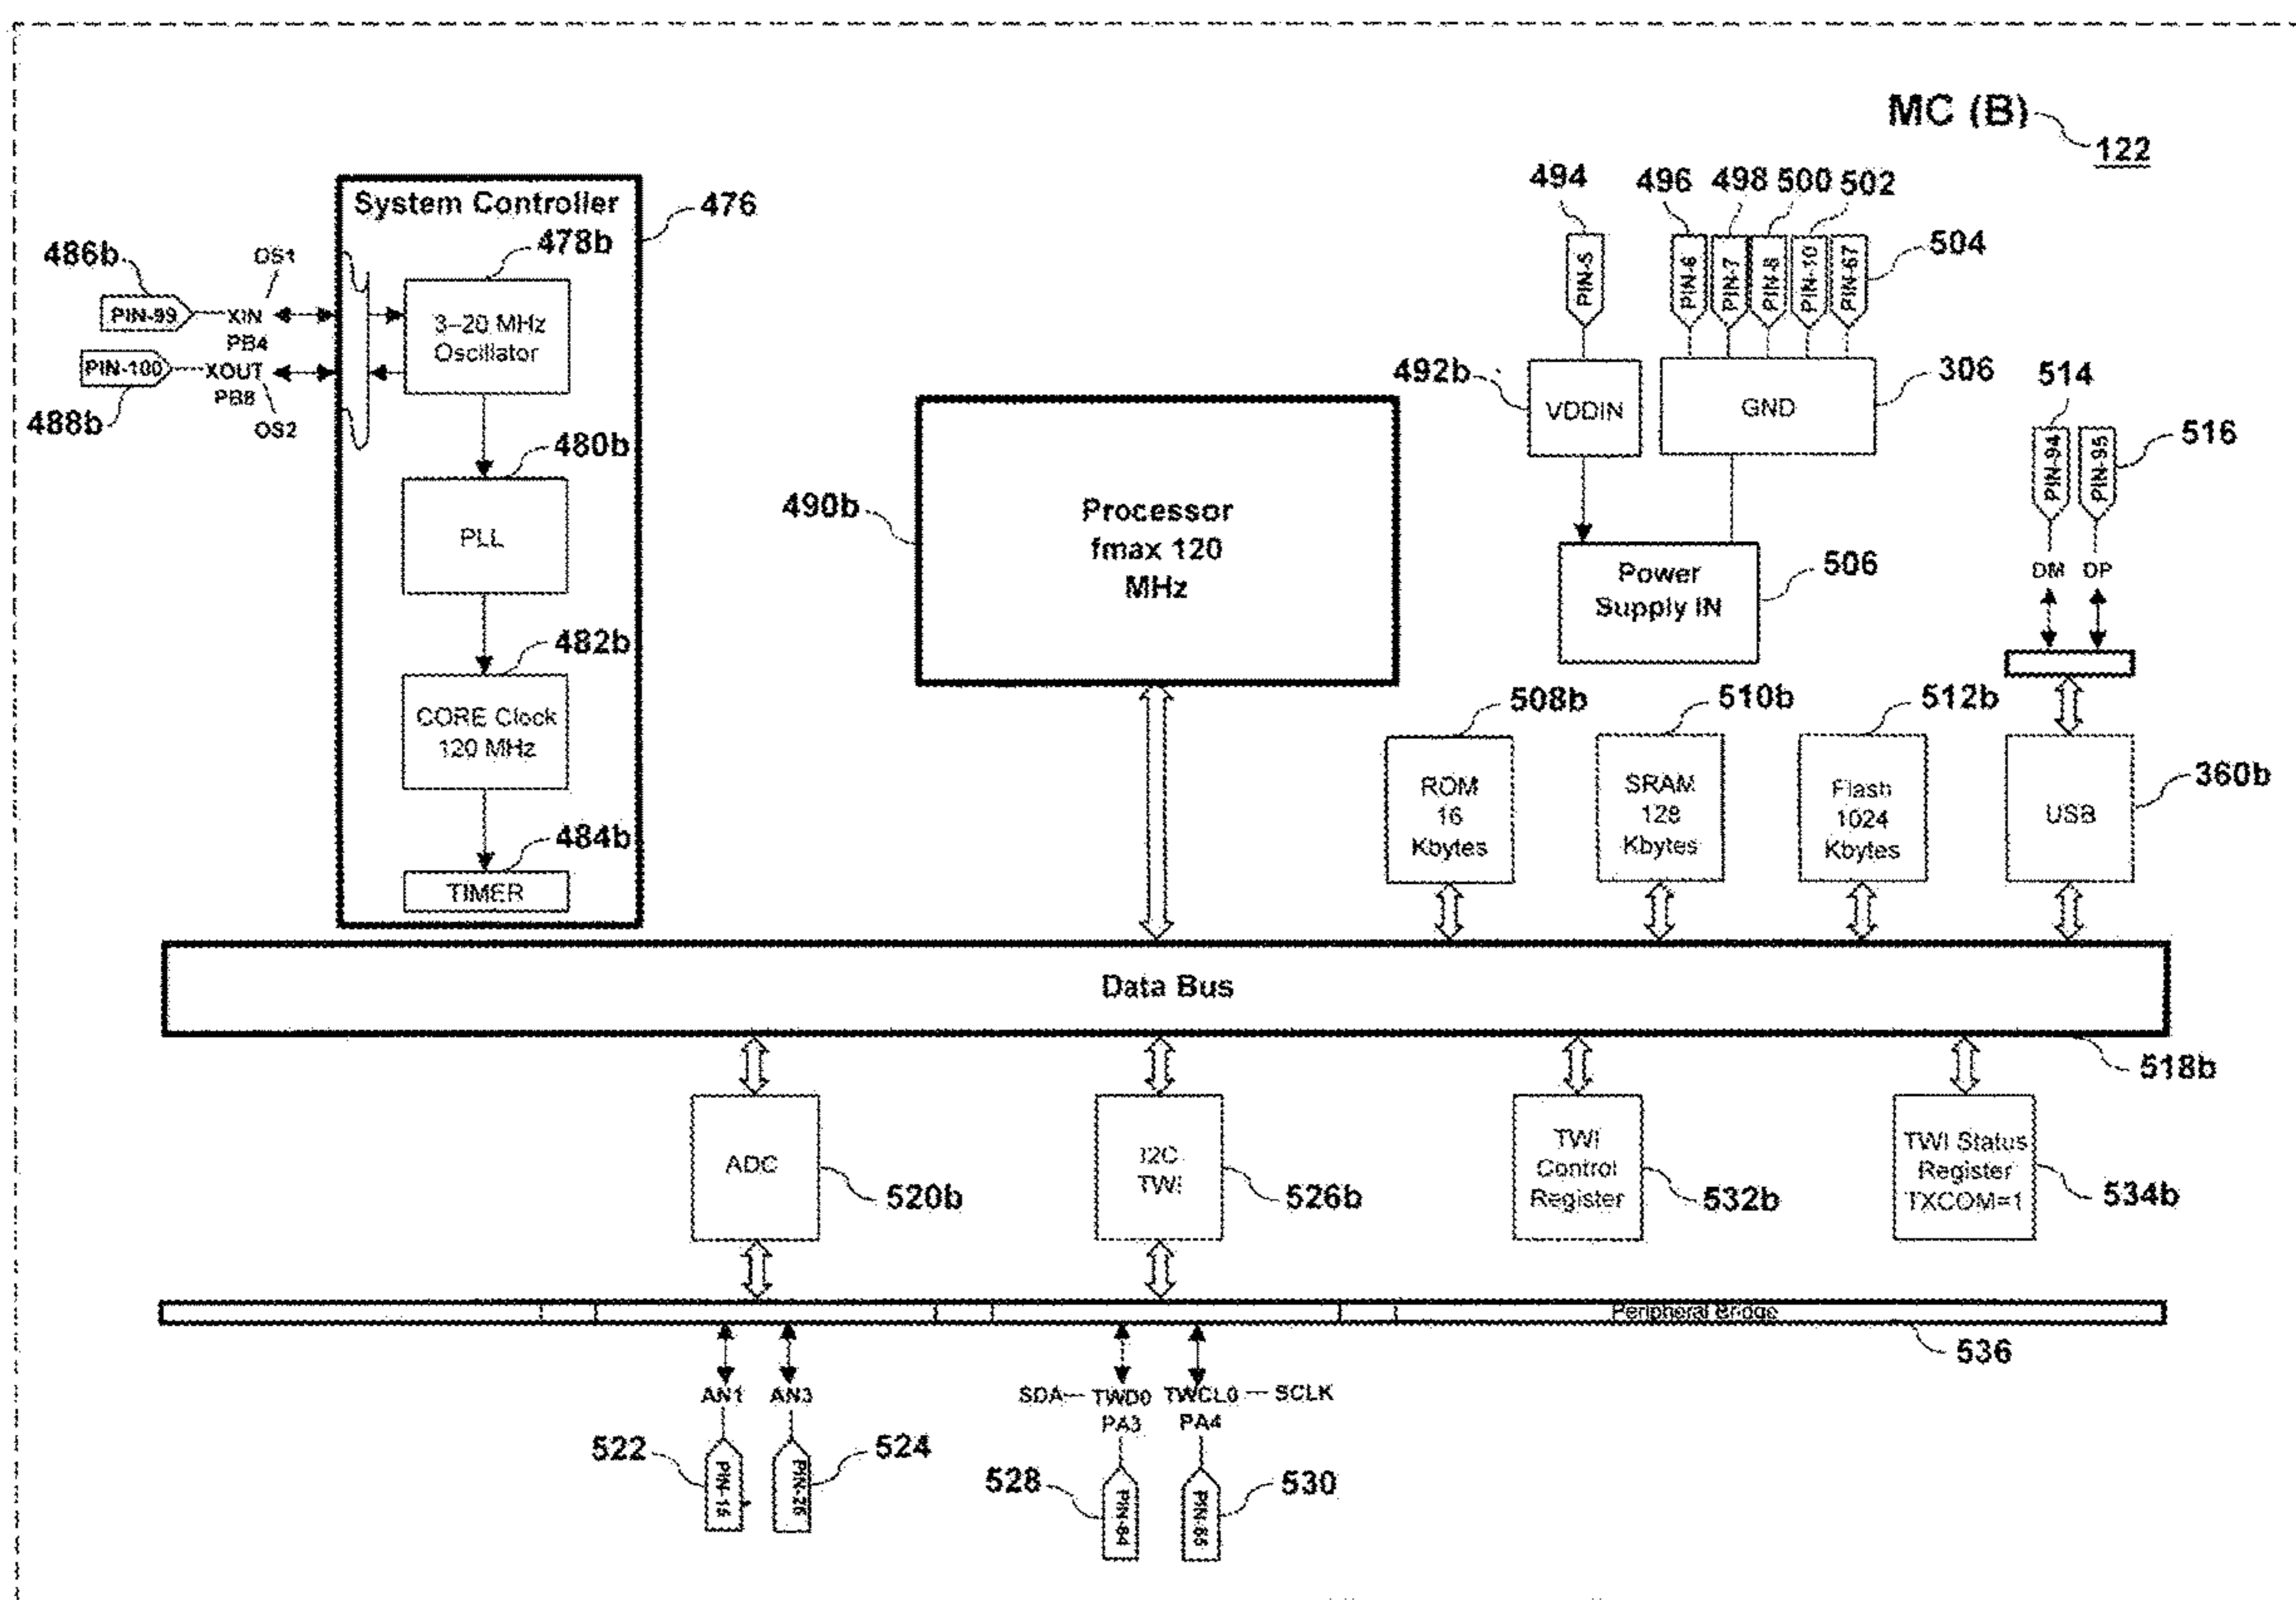 MC (B)
122
System Controller
476
478b
3–20 MHz
Oscillator
486b
PIN-99
OS1
XIN
PB4
PIN-100
XOUT
PB8
488b
OS2
480b
PLL
482b
CORE Clock
120 MHz
484b
TIMER
490b
Processor
fmax 120
MHz
494
496
498
500
502
504
PIN-5
PIN-6
PIN-7
PIN-8
PIN-10
PIN-67
492b
VDDIN
GND
306
Power
Supply IN
506
514
516
PIN-94
PIN-95
DM
DP
508b
ROM
16
Kbytes
510b
SRAM
128
Kbytes
512b
Flash
1024
Kbytes
USB
360b
Data Bus
518b
ADC
520b
I2C
TWI
526b
TWI
Control
Register
532b
TWI Status
Register
TXCOM=1
534b
Peripheral Bridge
536
AN1
AN3
522
PIN-15
524
SDA
TWD0
PA3
TWCL0
PA4
SCLK
528
530